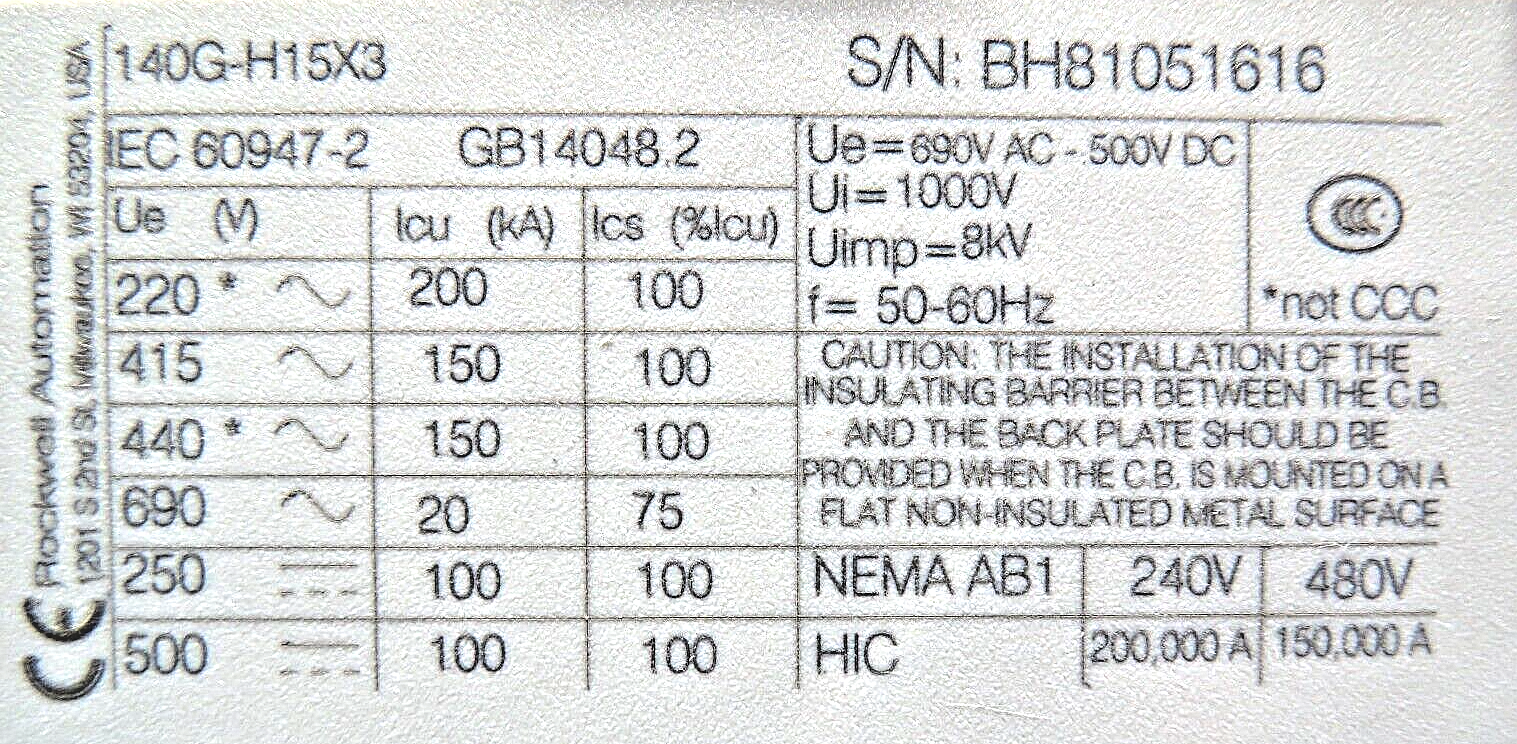 140G-H15X3 S/N: BH81051616
IEC 60947-2 GB14048.2
Ue (V) Icu (kA) Ics (%Icu)
220 * ~ 200 100
415 ~ 150 100
440 * ~ 150 100
690 ~ 20 75
250 ⎓ 100 100
500 ⎓ 100 100
Ue=690V AC - 500V DC
Ui=1000V
Uimp=8kV
f= 50-60Hz
CCC
*not CCC
CAUTION: THE INSTALLATION OF THE
INSULATING BARRIER BETWEEN THE C.B.
AND THE BACK PLATE SHOULD BE
PROVIDED WHEN THE C.B. IS MOUNTED ON A
FLAT NON-INSULATED METAL SURFACE
NEMA AB1 240V 480V
HIC 200,000 A 150,000 A
CE
Rockwell Automation
1201 S 2nd St, Milwaukee, WI 53204, USA